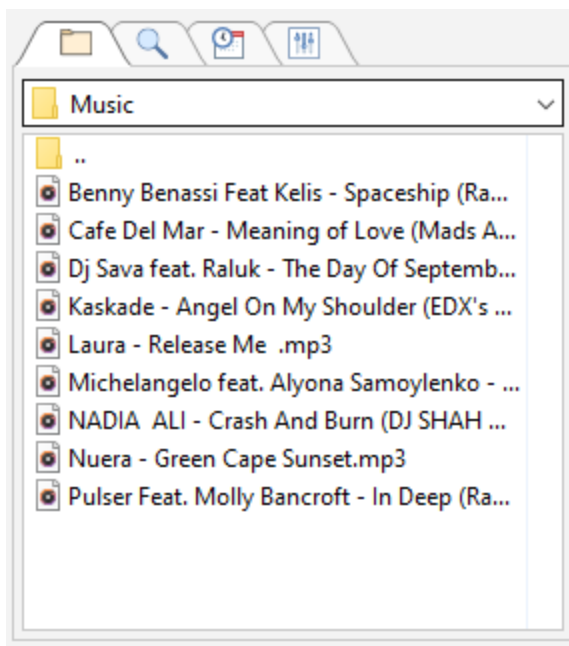 Music
..
Benny Benassi Feat Kelis - Spaceship (Ra...
Cafe Del Mar - Meaning of Love (Mads A...
Dj Sava feat. Raluk - The Day Of Septemb...
Kaskade - Angel On My Shoulder (EDX's ...
Laura - Release Me  .mp3
Michelangelo feat. Alyona Samoylenko - ...
NADIA  ALI - Crash And Burn (DJ SHAH ...
Nuera - Green Cape Sunset.mp3
Pulser Feat. Molly Bancroft - In Deep (Ra...